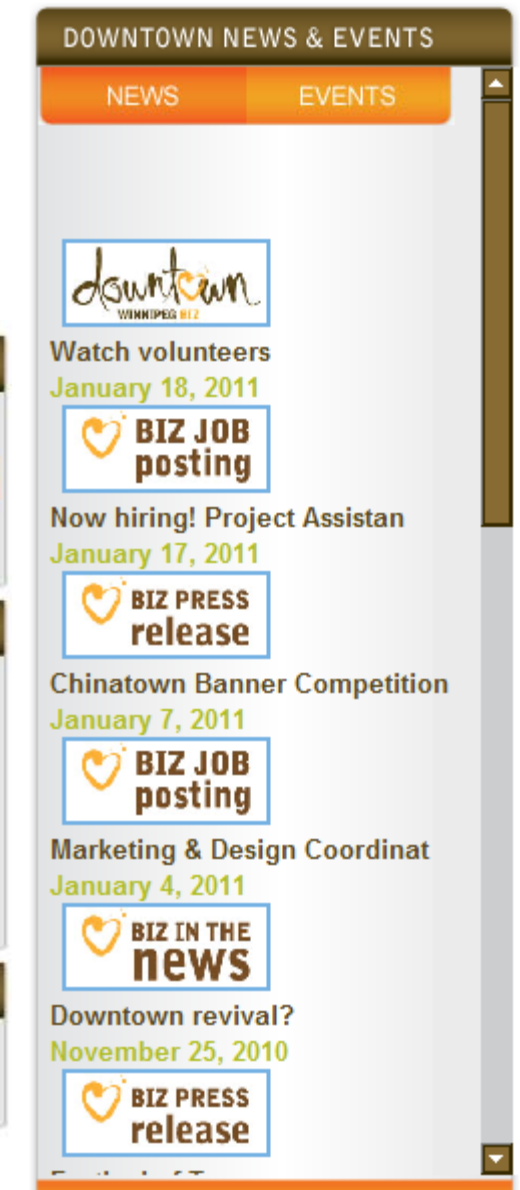 DOWNTOWN NEWS & EVENTS
NEWS EVENTS
downtown
WINNIPEG BIZ
Watch volunteers
January 18, 2011
BIZ JOB
posting
Now hiring! Project Assistan
January 17, 2011
BIZ PRESS
release
Chinatown Banner Competition
January 7, 2011
BIZ JOB
posting
Marketing & Design Coordinat
January 4, 2011
BIZ IN THE
news
Downtown revival?
November 25, 2010
BIZ PRESS
release